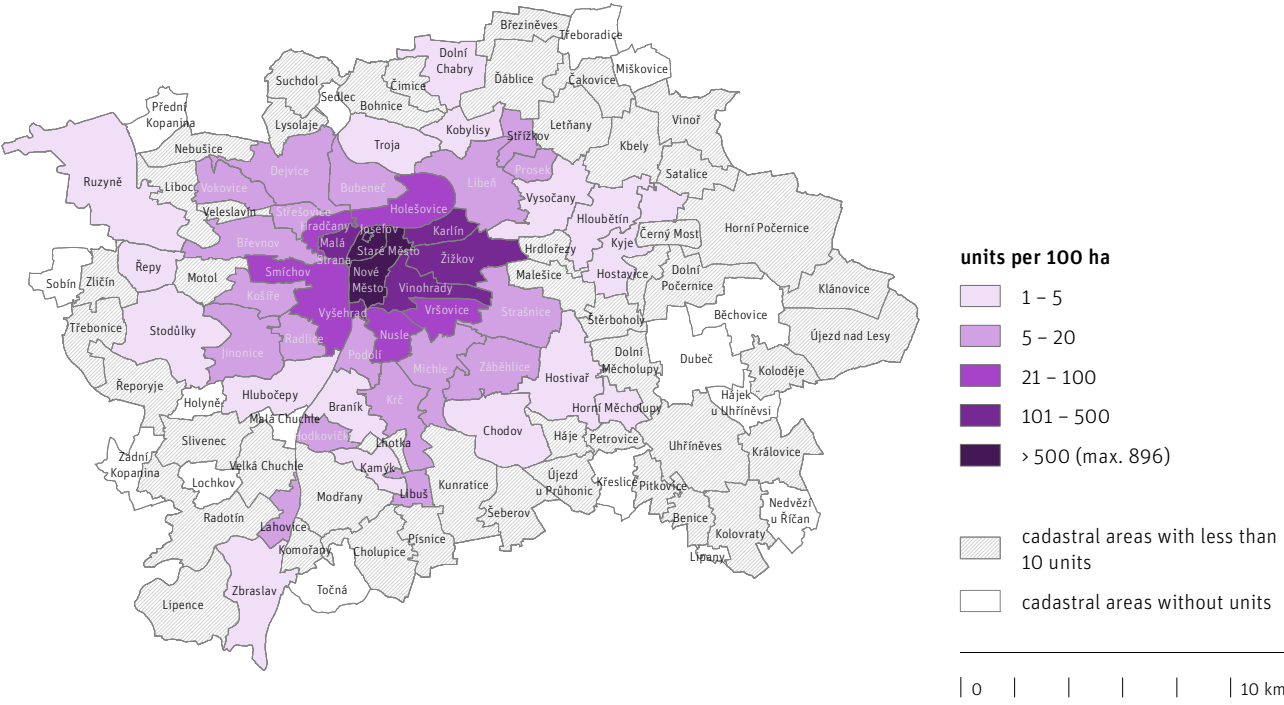 Březiněves
Třeboradice
Dolní
Chabry
Miškovice
Suchdol
Ďáblice
Čakovice
Čimice
Sedlec
Bohnice
Přední
Kopanina
Vinoř
Lysolaje
Letňany
Kobylisy
Střížkov
Troja
Kbely
Nebušice
Dejvice
Prosek
Satalice
Ruzyně
Liboc
Vokovice
Bubeneč
Libeň
Vysočany
Veleslavín
Střešovice
Holešovice
Hloubětín
Hradčany
Josefov
Karlín
Horní Počernice
Břevnov
Malá
Strana
Staré Město
Kyje
Černý Most
Hrdlořezy
Žižkov
Řepy
Smíchov
Nové
Město
Malešice
Hostavice
Dolní
Počernice
Motol
Sobín
Zličín
Vinohrady
Klánovice
Košíře
Vyšehrad
Vršovice
Strašnice
Štěrboholy
Běchovice
Třebonice
Stodůlky
Radlice
Nusle
Újezd nad Lesy
Jinonice
Podolí
Michle
Záběhlice
Dolní
Měcholupy
Dubeč
Koloděje
Řeporyje
Hostivař
Hlubočepy
Holyně
Braník
Krč
Horní Měcholupy
Hájek
u Uhříněvsi
Malá Chuchle
Hodkovičky
Chodov
Háje
Petrovice
Slivenec
Lhotka
Uhříněves
Královice
Zadní
Kopanina
Velká Chuchle
Kamýk
Lochkov
Kunratice
Újezd
u Průhonic
Křeslice
Pitkovice
Modřany
Libuš
Nedvězí
u Říčan
Radotín
Lahovice
Šeberov
Benice
Kolovraty
Písnice
Komořany
Cholupice
Lipany
Zbraslav
Točná
Lipence
units per 100 ha
1 – 5
5 – 20
21 – 100
101 – 500
> 500 (max. 896)
cadastral areas with less than
10 units
cadastral areas without units
0
10 km